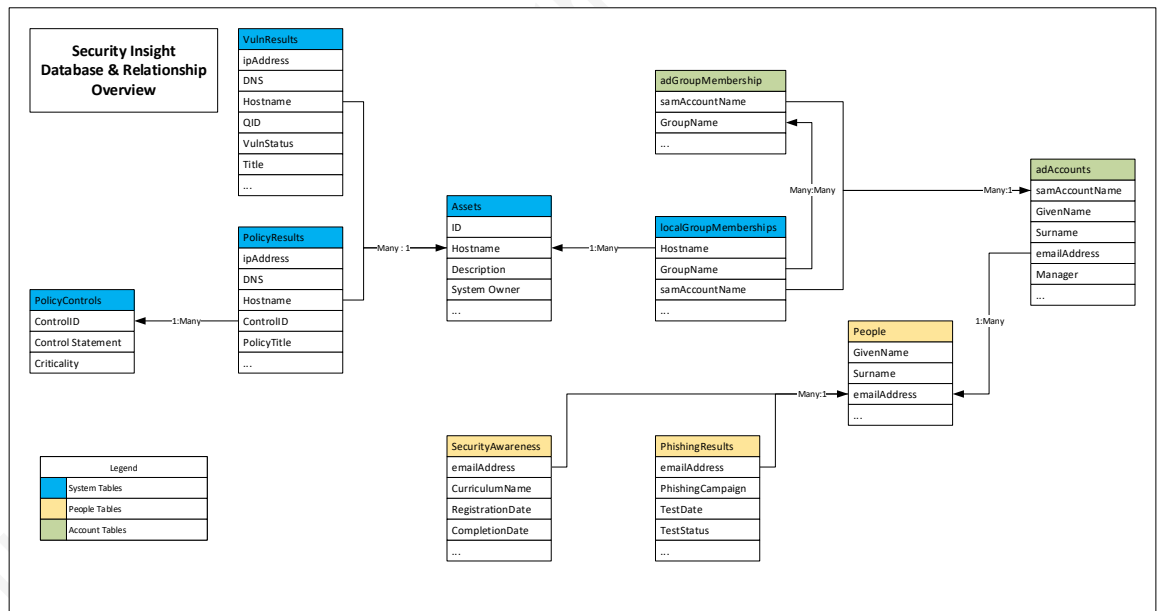 Security Insight
Database & Relationship
Overview
VulnResults
ipAddress
DNS
Hostname
QID
VulnStatus
Title
...
PolicyResults
ipAddress
DNS
Hostname
ControlID
PolicyTitle
...
PolicyControls
ControlID
Control Statement
Criticality
1:Many
Many : 1
Assets
ID
Hostname
Description
System Owner
...
1:Many
adGroupMembership
samAccountName
GroupName
...
Many:Many
localGroupMemberships
Hostname
GroupName
samAccountName
...
Many:1
adAccounts
samAccountName
GivenName
Surname
emailAddress
Manager
...
1:Many
People
GivenName
Surname
emailAddress
...
Many:1
SecurityAwareness
emailAddress
CurriculumName
RegistrationDate
CompletionDate
...
PhishingResults
emailAddress
PhishingCampaign
TestDate
TestStatus
...
Legend
System Tables
People Tables
Account Tables